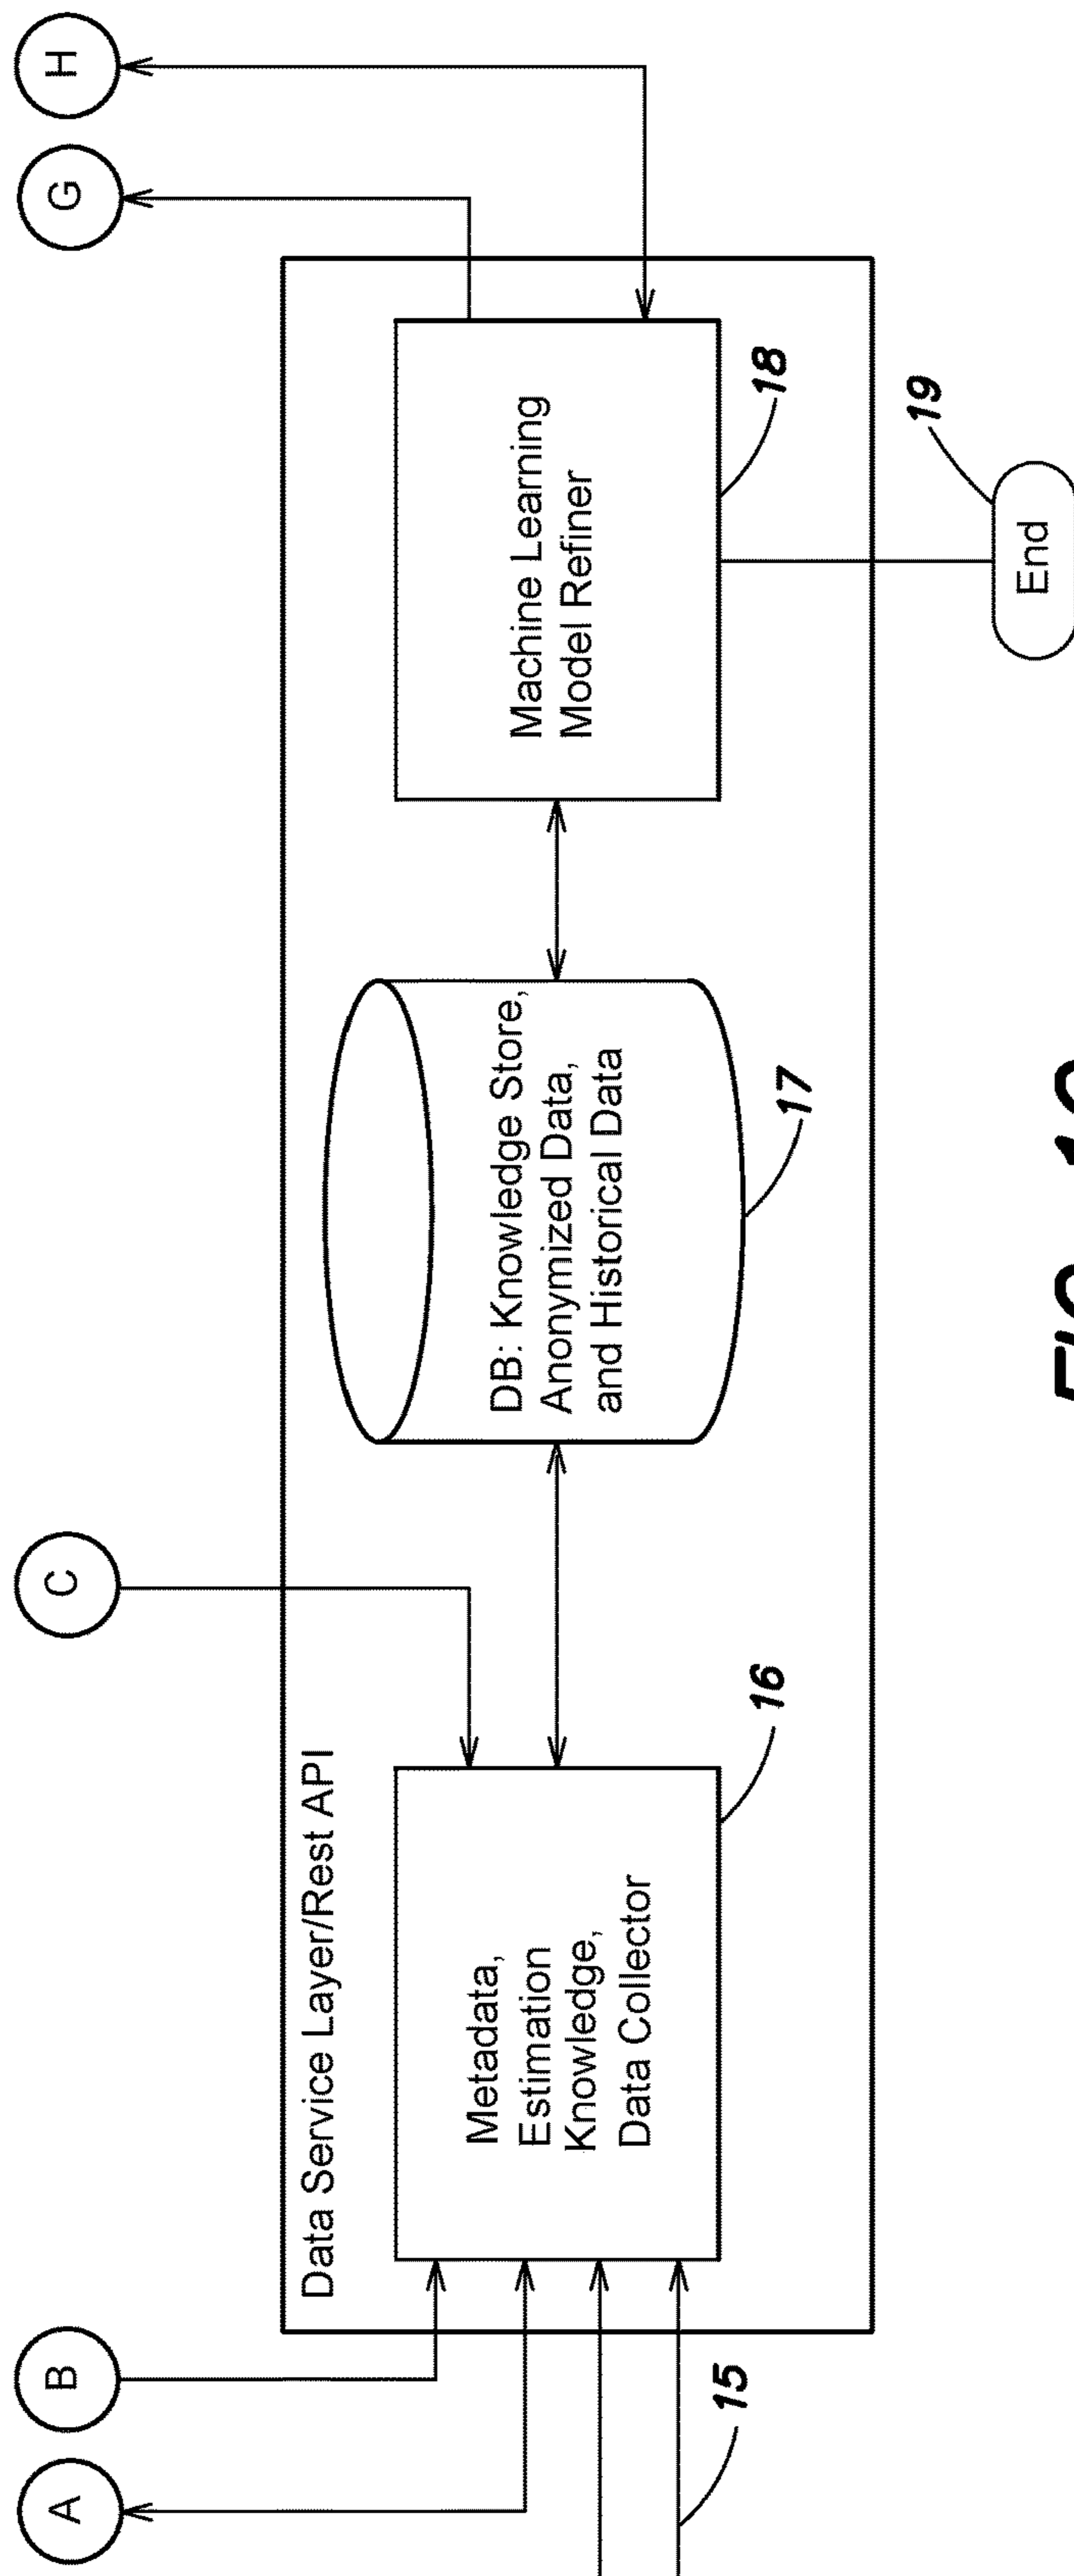 A
B
C
G
H
Data Service Layer/Rest API
Metadata,
Estimation
Knowledge,
Data Collector
DB: Knowledge Store,
Anonymized Data,
and Historical Data
Machine Learning
Model Refiner
15
16
17
18
19
End
FIG.